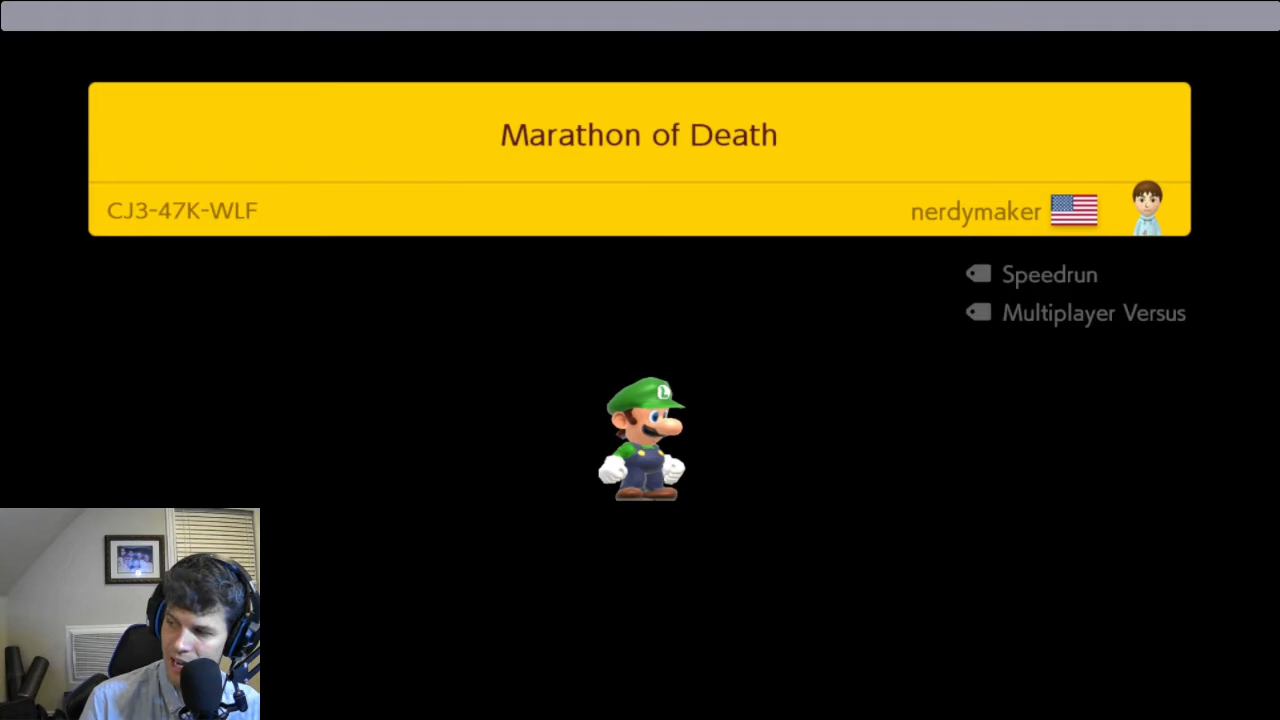 Marathon of Death
CJ3-47K-WLF
nerdymaker
Speedrun
Multiplayer Versus
L